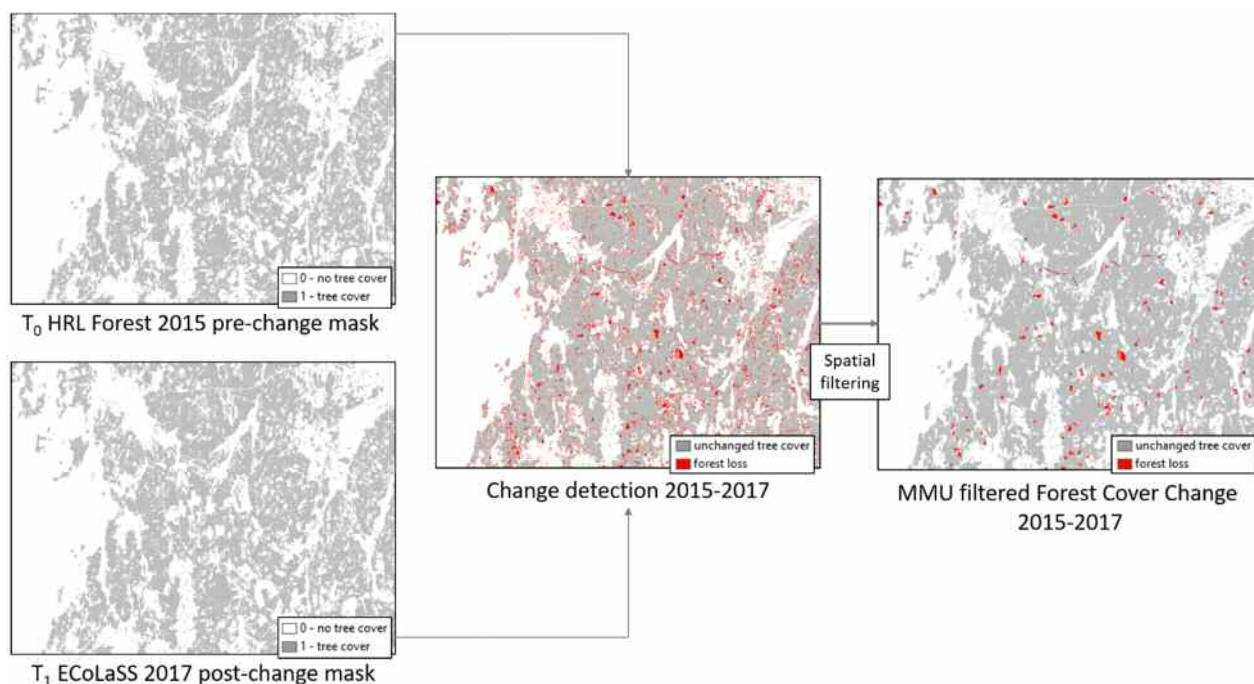 0 - no tree cover
1 - tree cover
T₀ HRL Forest 2015 pre-change mask
0 - no tree cover
1 - tree cover
T₁ ECoLaSS 2017 post-change mask
unchanged tree cover
forest loss
Change detection 2015-2017
Spatial
filtering
unchanged tree cover
forest loss
MMU filtered Forest Cover Change
2015-2017